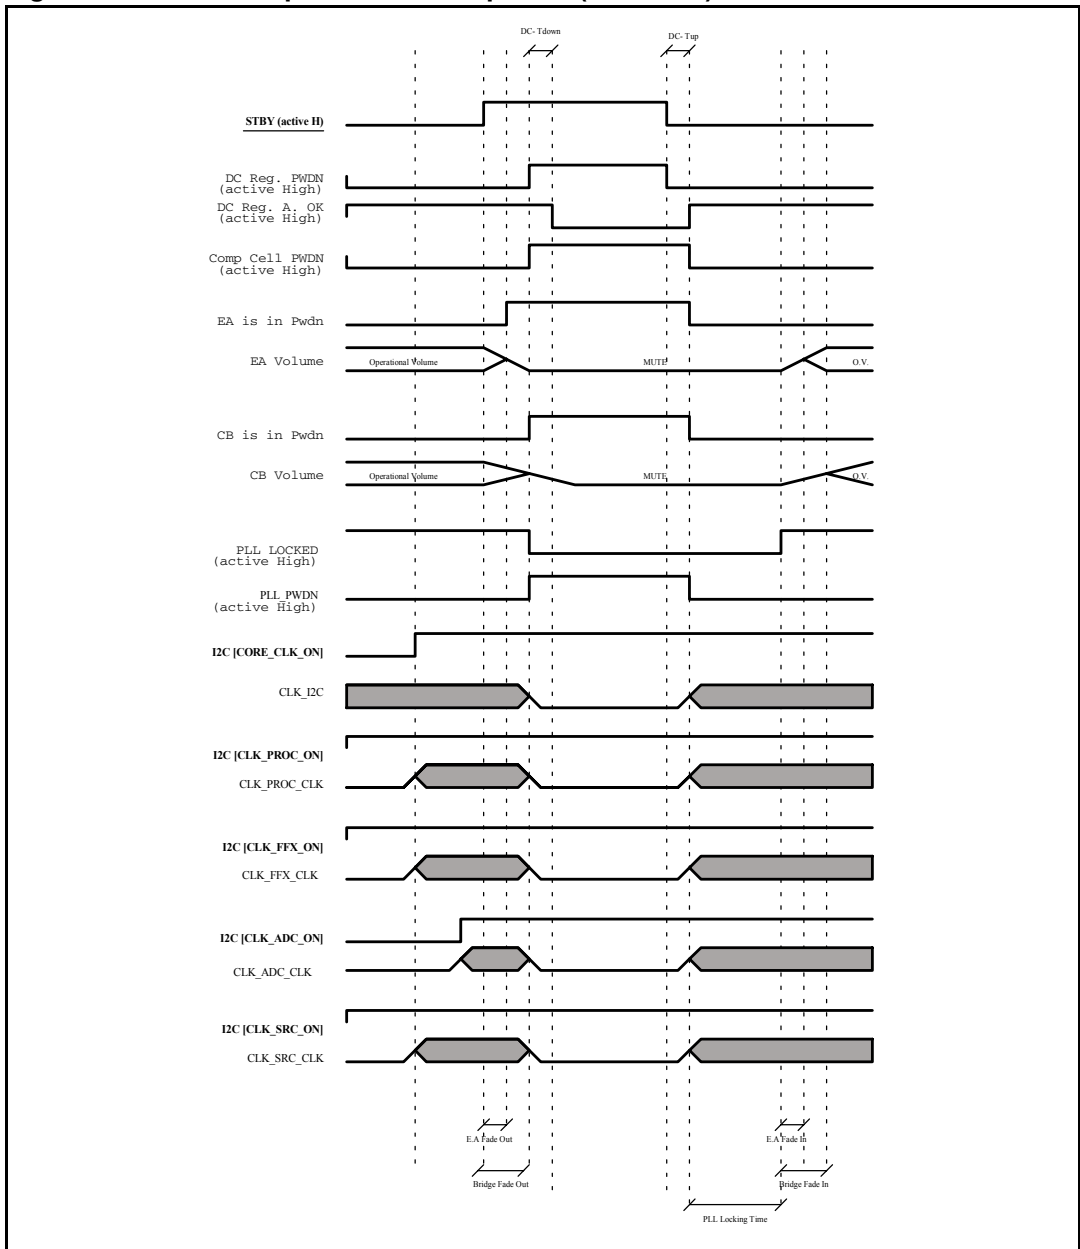 DC- Tdown
DC- Tup
STBY (active H)
DC Reg. PWDN
(active High)
DC Reg. A. OK
(active High)
Comp Cell PWDN
(active High)
EA is in Pwdn
EA Volume
Operational Volume
MUTE
O.V.
CB is in Pwdn
CB Volume
Operational Volume
MUTE
O.V.
PLL LOCKED
(active High)
PLL_PWDN
(active High)
I2C [CORE_CLK_ON]
CLK_I2C
I2C [CLK_PROC_ON]
CLK_PROC_CLK
I2C [CLK_FFX_ON]
CLK_FFX_CLK
I2C [CLK_ADC_ON]
CLK_ADC_CLK
I2C [CLK_SRC_ON]
CLK_SRC_CLK
E.A Fade Out
E.A Fade In
Bridge Fade Out
Bridge Fade In
PLL Locking Time